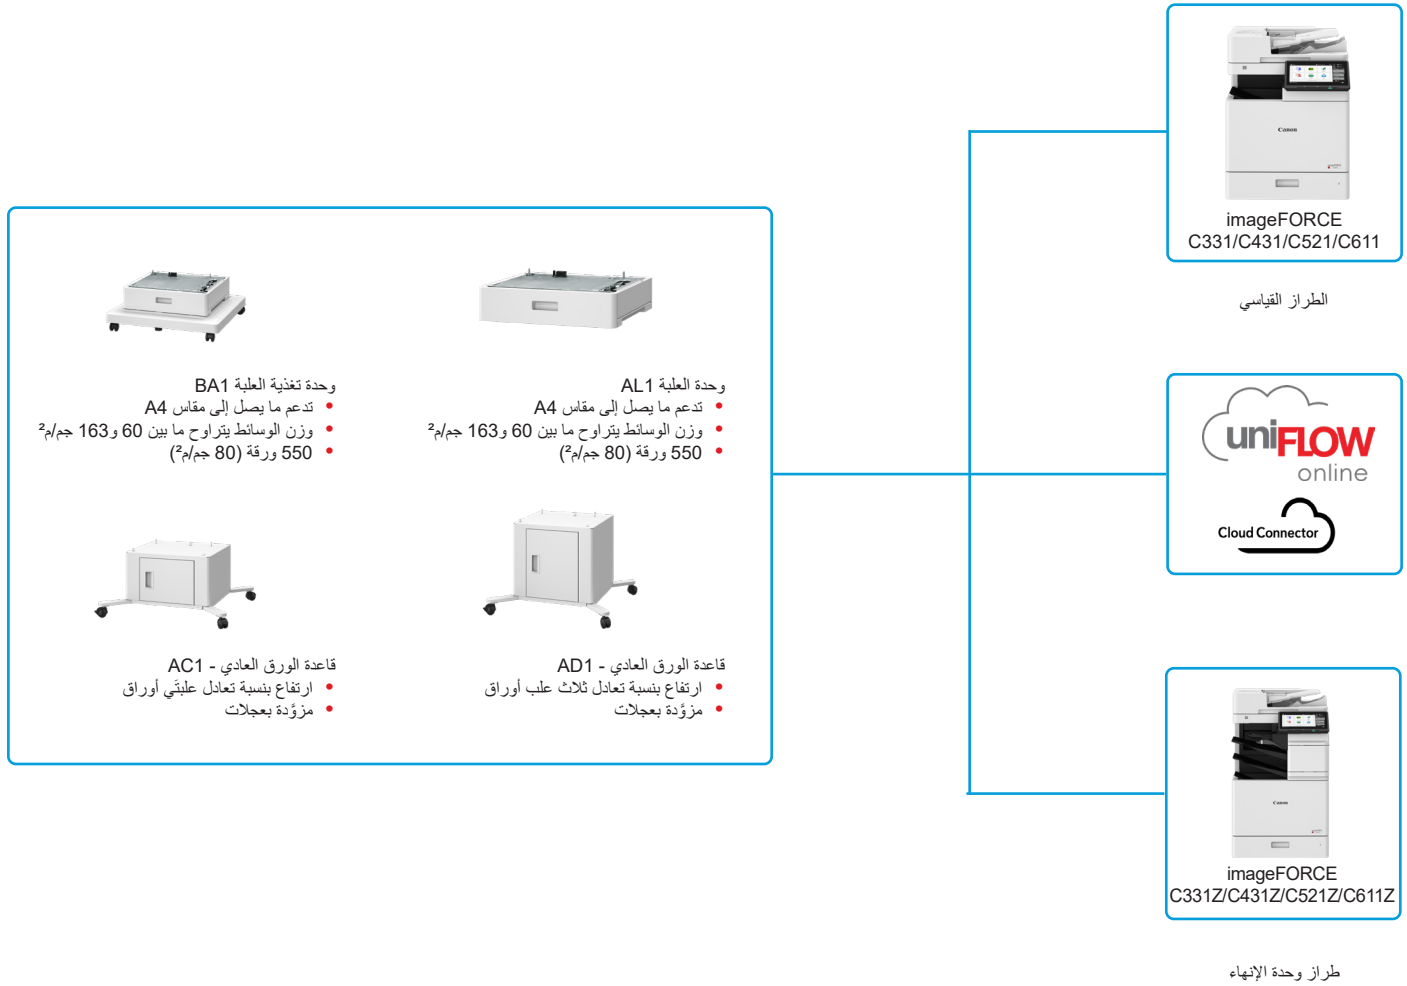 Canon
imageFORCE
C331/C431/C521/C611
الطراز القياسي
uniFLOW
online
Cloud Connector
Canon
imageFORCE
C331Z/C431Z/C521Z/C611Z
طراز وحدة الإنهاء
وحدة العلبة AL1
• تدعم ما يصل إلى مقاس A4
• وزن الوسائط يتراوح ما بين 60 و163 جم/م²
• 550 ورقة (80 جم/م²)
وحدة تغذية العلبة BA1
• تدعم ما يصل إلى مقاس A4
• وزن الوسائط يتراوح ما بين 60 و163 جم/م²
• 550 ورقة (80 جم/م²)
قاعدة الورق العادي - AD1
• ارتفاع بنسبة تعادل ثلاث علب أوراق
• مزوَّدة بعجلات
قاعدة الورق العادي - AC1
• ارتفاع بنسبة تعادل علبتَي أوراق
• مزوَّدة بعجلات